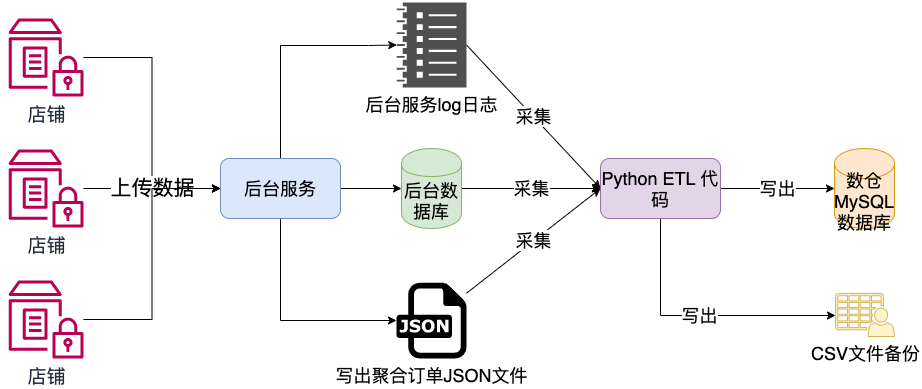 店铺
店铺
店铺
上传数据
后台服务
后台服务log日志
后台数
据库
JSON
写出聚合订单JSON文件
采集
采集
采集
Python ETL 代
码
写出
写出
数仓
MySQL
数据库
CSV文件备份